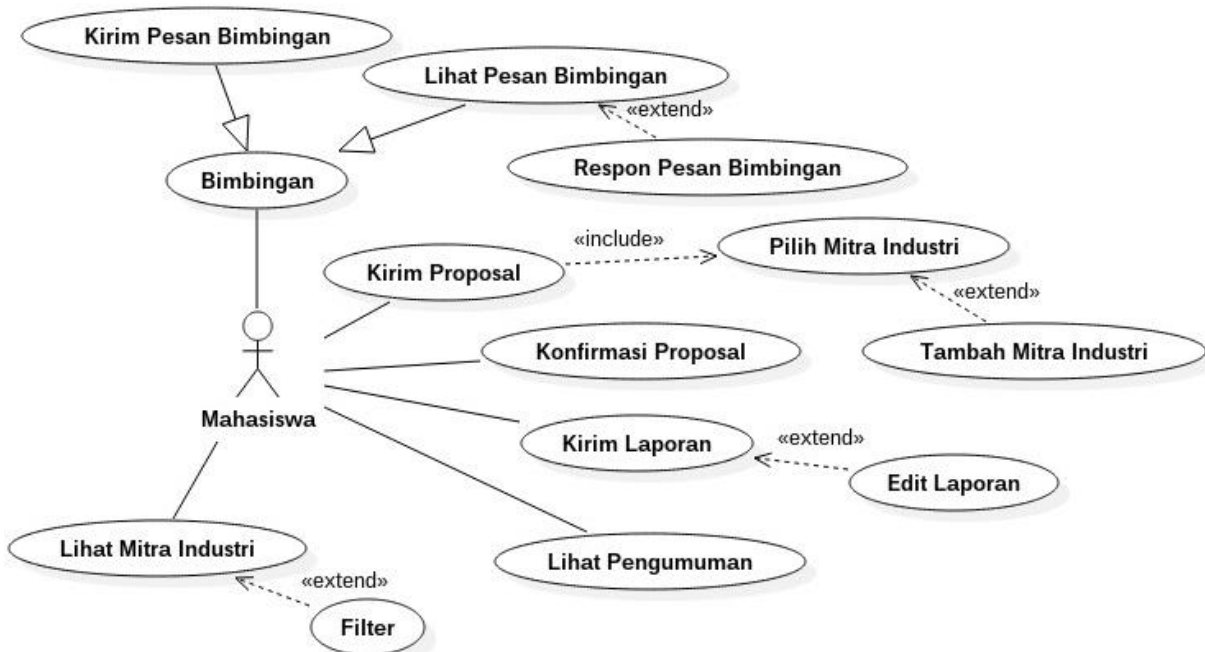 Kirim Pesan Bimbingan
Lihat Pesan Bimbingan
«extend»
Respon Pesan Bimbingan
Bimbingan
«include»
Pilih Mitra Industri
Kirim Proposal
«extend»
Konfirmasi Proposal
Tambah Mitra Industri
Mahasiswa
Kirim Laporan
«extend»
Edit Laporan
Lihat Mitra Industri
Lihat Pengumuman
«extend»
Filter